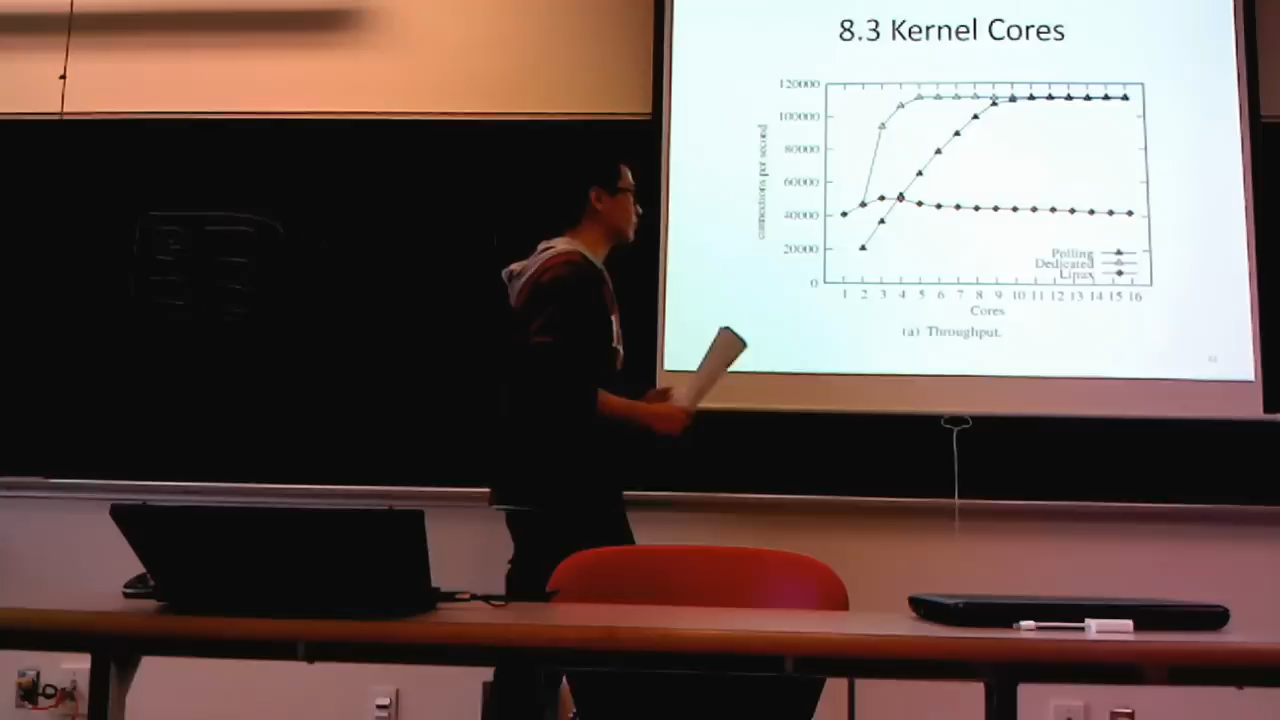 8.3 Kernel Cores
120000
100000
80000
60000
40000
20000
0
connections per second
Polling
Dedicated
Linux
1 2 3 4 5 6 7 8 9 10 11 12 13 14 15 16
Cores
(a) Throughput.